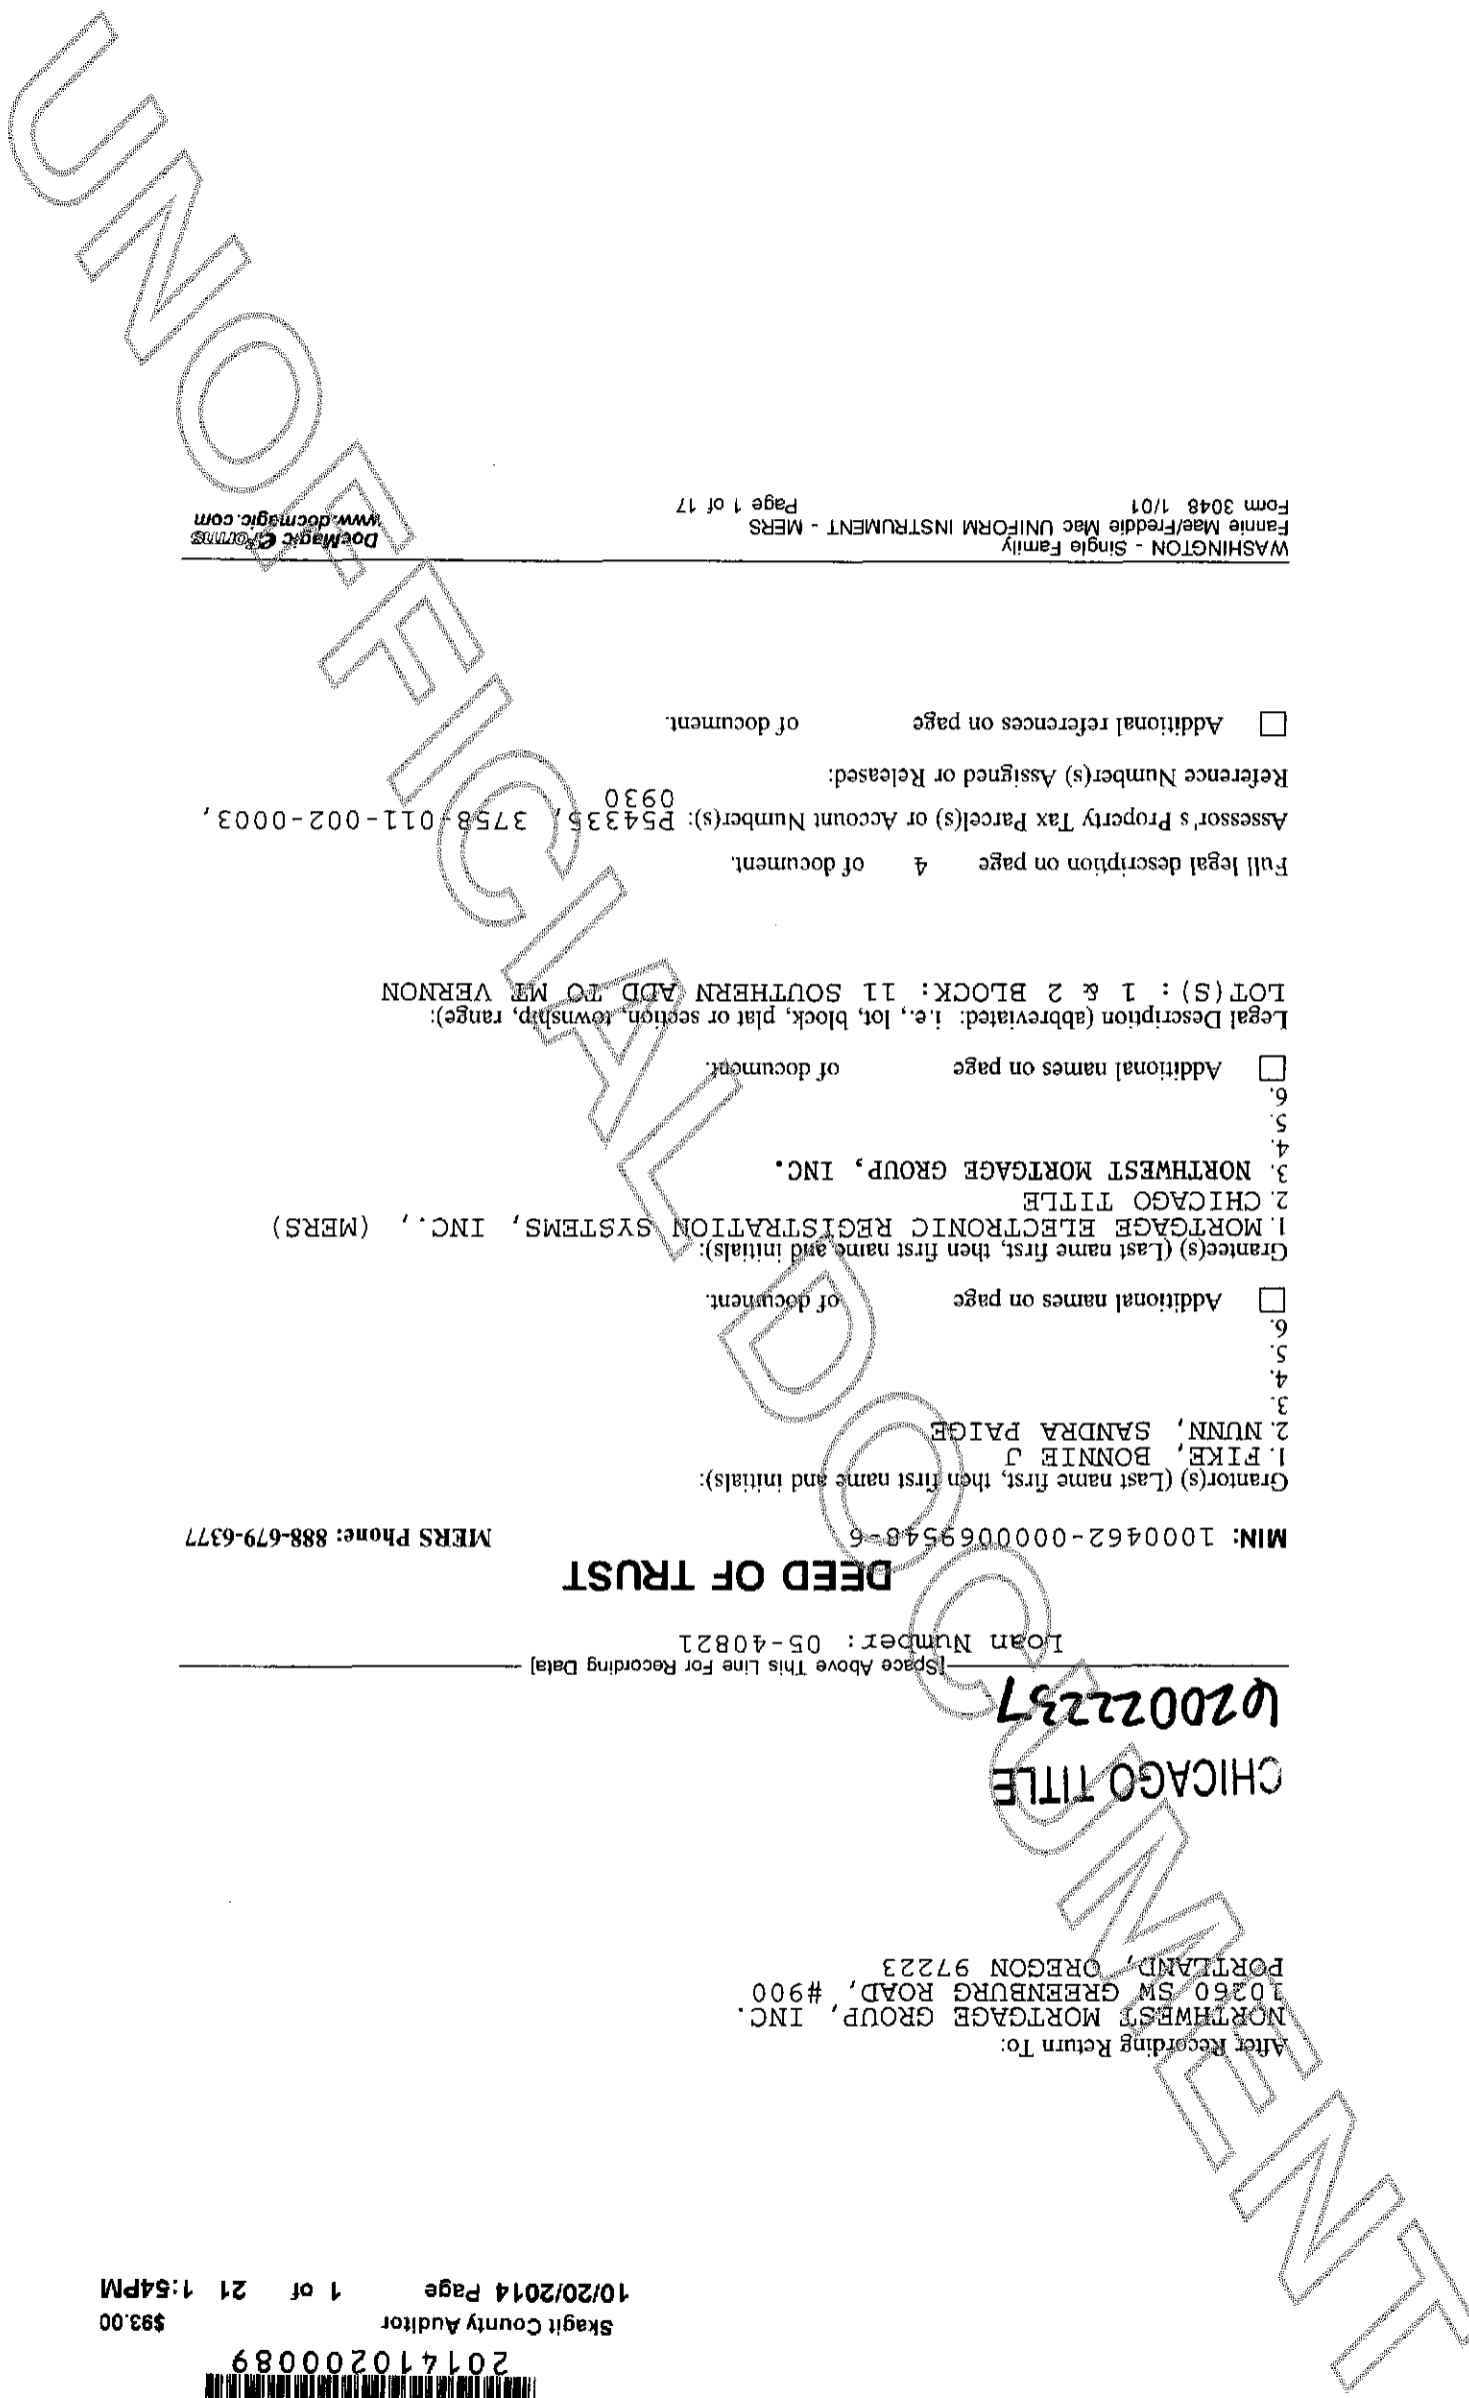 201410200089
Skagit County Auditor $93.00
10/20/2014 Page 1 of 21 1:54PM
After Recording Return To:
NORTHWEST MORTGAGE GROUP, INC.
10260 SW GREENBURG ROAD, #900
PORTLAND, OREGON 97223
CHICAGO TITLE
620022237
[Space Above This Line For Recording Data]
Loan Number: 05-40821
DEED OF TRUST
MIN: 1000462-0000069548-6 MERS Phone: 888-679-6377
Grantor(s) (Last name first, then first name and initials):
1. FIKE, BONNIE J
2. NUNN, SANDRA PAIGE
3.
4.
5.
6.
☐ Additional names on page of document.
Grantee(s) (Last name first, then first name and initials):
1. MORTGAGE ELECTRONIC REGISTRATION SYSTEMS, INC., (MERS)
2. CHICAGO TITLE
3. NORTHWEST MORTGAGE GROUP, INC.
4.
5.
6.
☐ Additional names on page of document.
Legal Description (abbreviated: i.e., lot, block, plat or section, township, range):
LOT(S): 1 & 2 BLOCK: 11 SOUTHERN ADD TO MT VERNON
Full legal description on page 4 of document.
Assessor's Property Tax Parcel(s) or Account Number(s): P54335, 3758-011-002-0003,
0930
Reference Number(s) Assigned or Released:
☐ Additional references on page of document.
WASHINGTON - Single Family
Fannie Mae/Freddie Mac UNIFORM INSTRUMENT - MERS
Form 3048 1/01 Page 1 of 17
DocMagic eForms
www.docmagic.com
UNOFFICIAL DOCUMENT